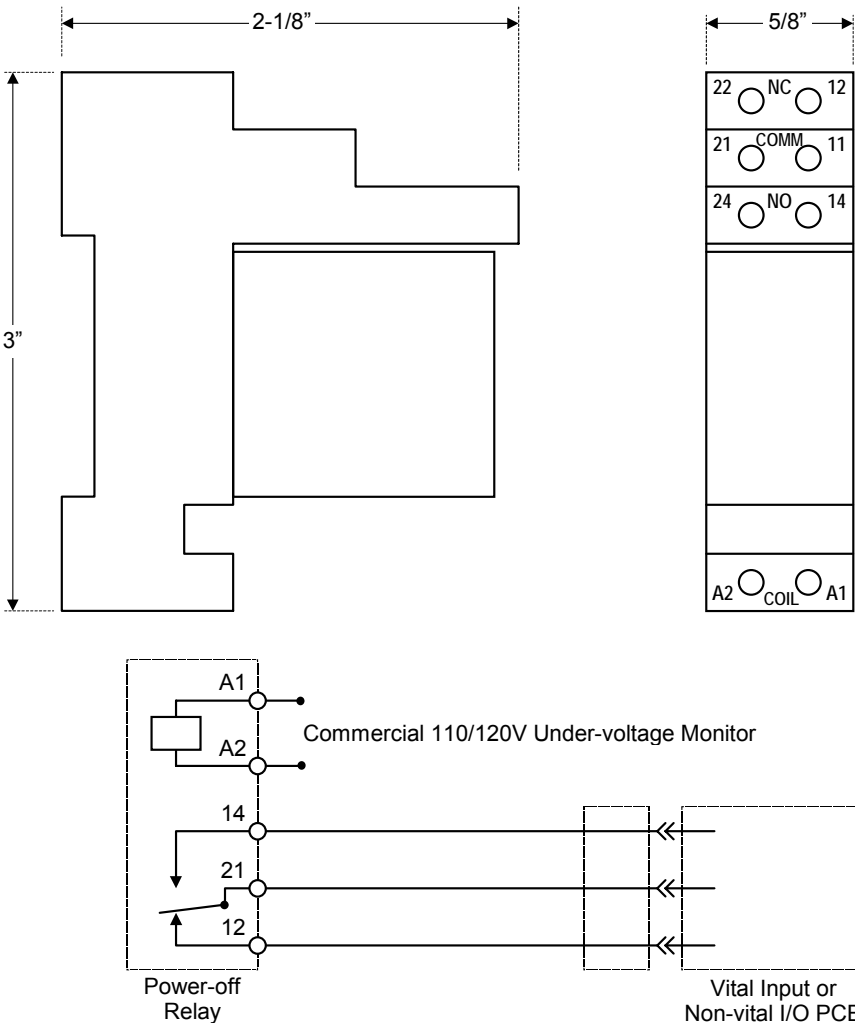 2-1/8”
5/8”
22 NC 12
21 COMM 11
24 NO 14
3”
A2 COIL A1
A1
Commercial 110/120V Under-voltage Monitor
A2
14
21
12
Power-off
Relay
Vital Input or
Non-vital I/O PCB